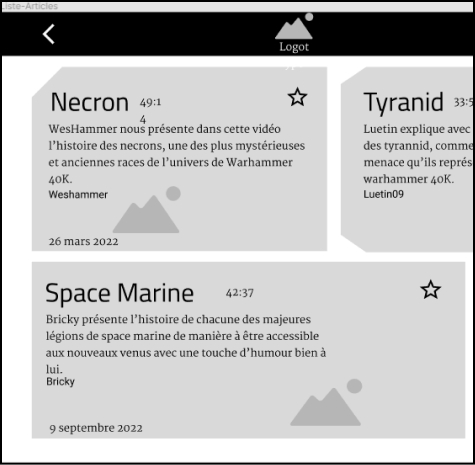 Liste-Articles
Logot
Necron 49:1
4
WesHammer nous présente dans cette vidéo
l'histoire des necrons, une des plus mystérieuses
et anciennes races de l'univers de Warhammer
40K.
Weshammer
26 mars 2022
Tyranid 33:5
Luetin explique avec
des tyrannid, comme
menace qu'ils représ
warhammer 40K.
Luetin09
Space Marine 42:37
Bricky présente l'histoire de chacune des majeures
légions de space marine de manière à être accessible
aux nouveaux venus avec une touche d'humour bien à
lui.
Bricky
9 septembre 2022